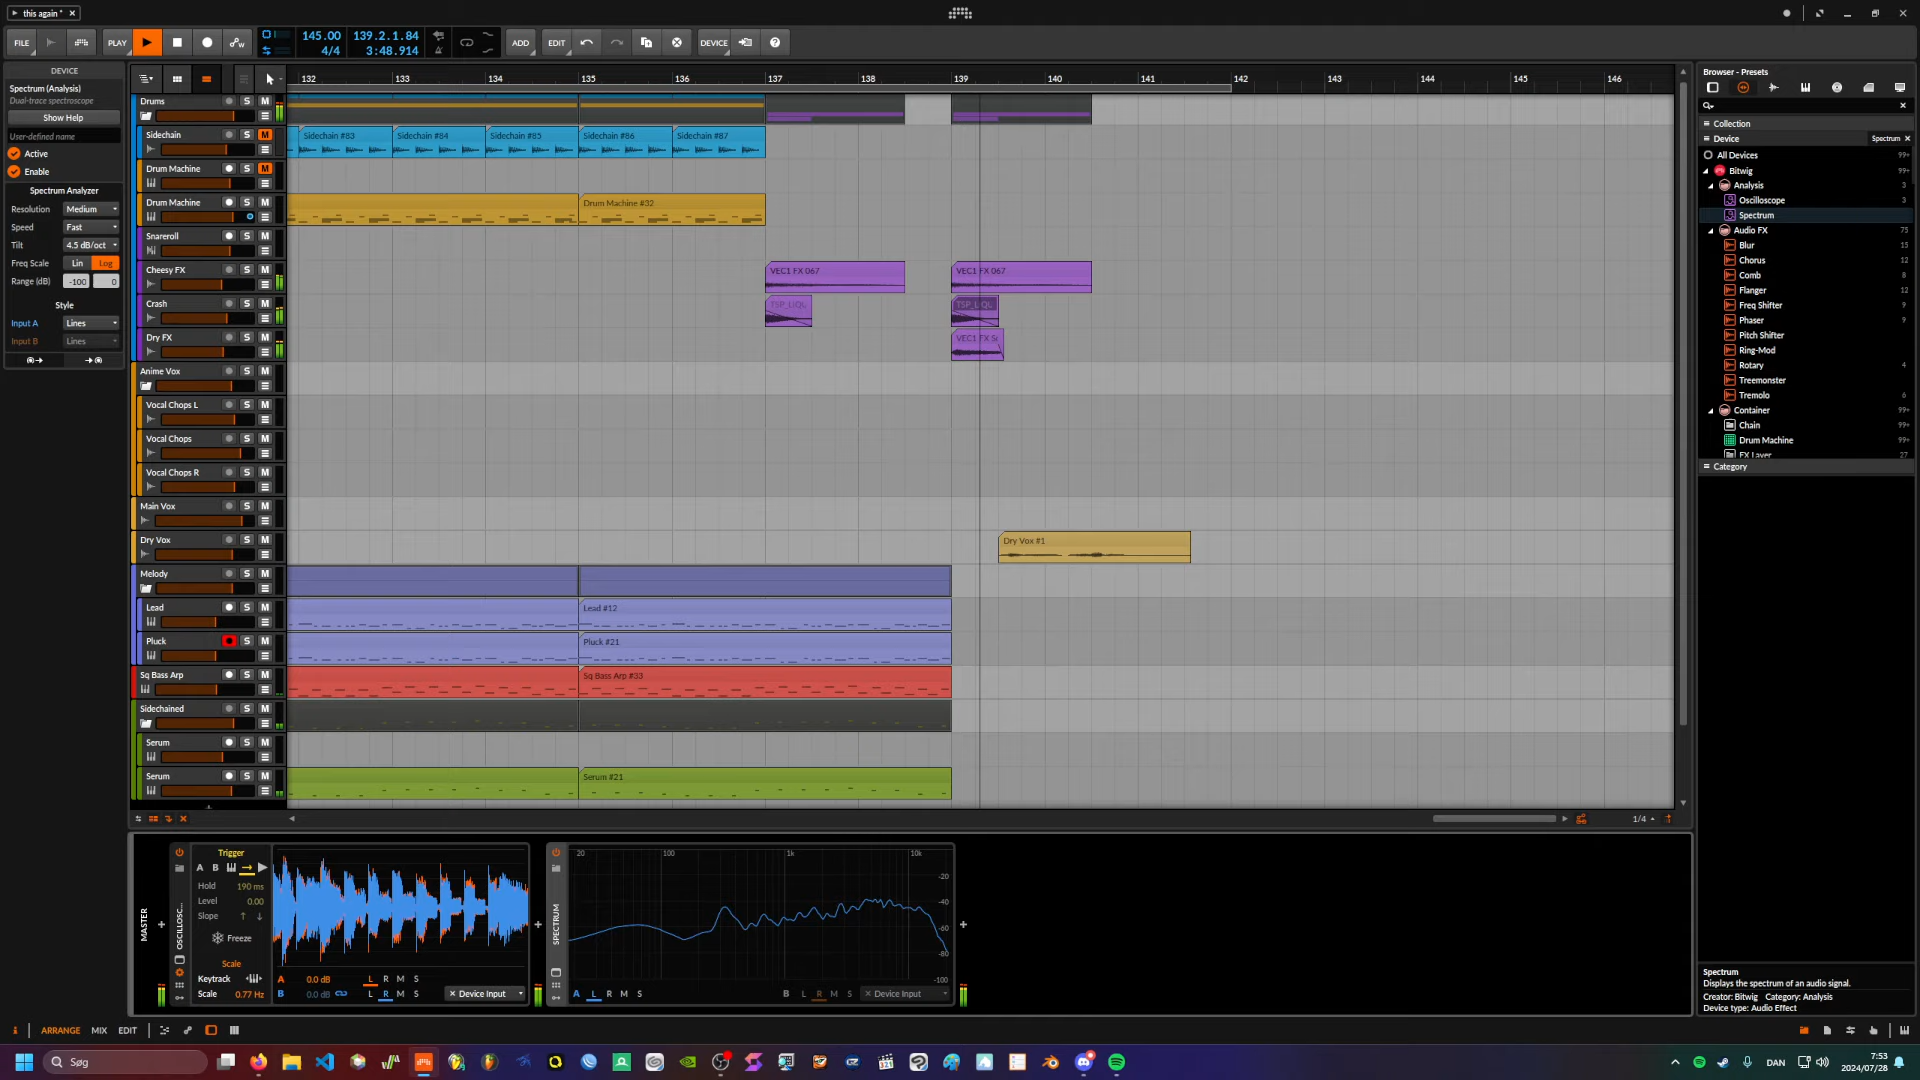 this again *
FILE
PLAY
145.00
4/4
139.2.1.84
3:48.914
ADD
EDIT
DEVICE
DEVICE
Spectrum (Analysis)
Dual-trace spectroscope
Show Help
User-defined name
Active
Enable
Spectrum Analyzer
Resolution Medium
Speed Fast
Tilt 4.5 dB/oct
Freq Scale Lin Log
Range (dB) -100 0
Style
Input A Lines
Input B Lines
132 133 134 135 136 137 138 139 140 141 142 143 144 145 146
Drums S M
Sidechain S M
Sidechain #83 Sidechain #84 Sidechain #85 Sidechain #86 Sidechain #87
Drum Machine S M
Drum Machine S M
Drum Machine #32
Snareroll S M
Cheesy FX S M
VEC1 FX 067 VEC1 FX 067
Crash S M
TSP_LIQU TSP_LIQU
Dry FX S M
VEC1 FX S
Anime Vox S M
Vocal Chops L S M
Vocal Chops S M
Vocal Chops R S M
Main Vox S M
Dry Vox S M
Dry Vox #1
Melody S M
Lead S M
Lead #12
Pluck S M
Pluck #21
Sq Bass Arp S M
Sq Bass Arp #33
Sidechained S M
Serum S M
Serum S M
Serum #21
1/4
MASTER
OSCILLOSC...
Trigger
A B
Hold 190 ms
Level 0.00
Slope
Freeze
Scale
Keytrack
Scale 0.77 Hz
A 0.0 dB L R M S
B 0.0 dB L R M S
Device Input
SPECTRUM
20 100 1k 10k
-20
-40
-60
-80
-100
A L R M S
B L R M S
Device Input
Browser - Presets
Collection
Device Spectrum
All Devices 99+
Bitwig 99+
Analysis 3
Oscilloscope 3
Spectrum
Audio FX 75
Blur 15
Chorus 12
Comb 8
Flanger 12
Freq Shifter 9
Phaser 9
Pitch Shifter
Ring-Mod
Rotary 4
Treemonster
Tremolo 6
Container 99+
Chain 99+
Drum Machine 99+
FX Layer 27
Category
Spectrum
Displays the spectrum of an audio signal.
Creator: Bitwig Category: Analysis
Device type: Audio Effect
ARRANGE MIX EDIT
Søg
DAN
7:53
2024/07/28